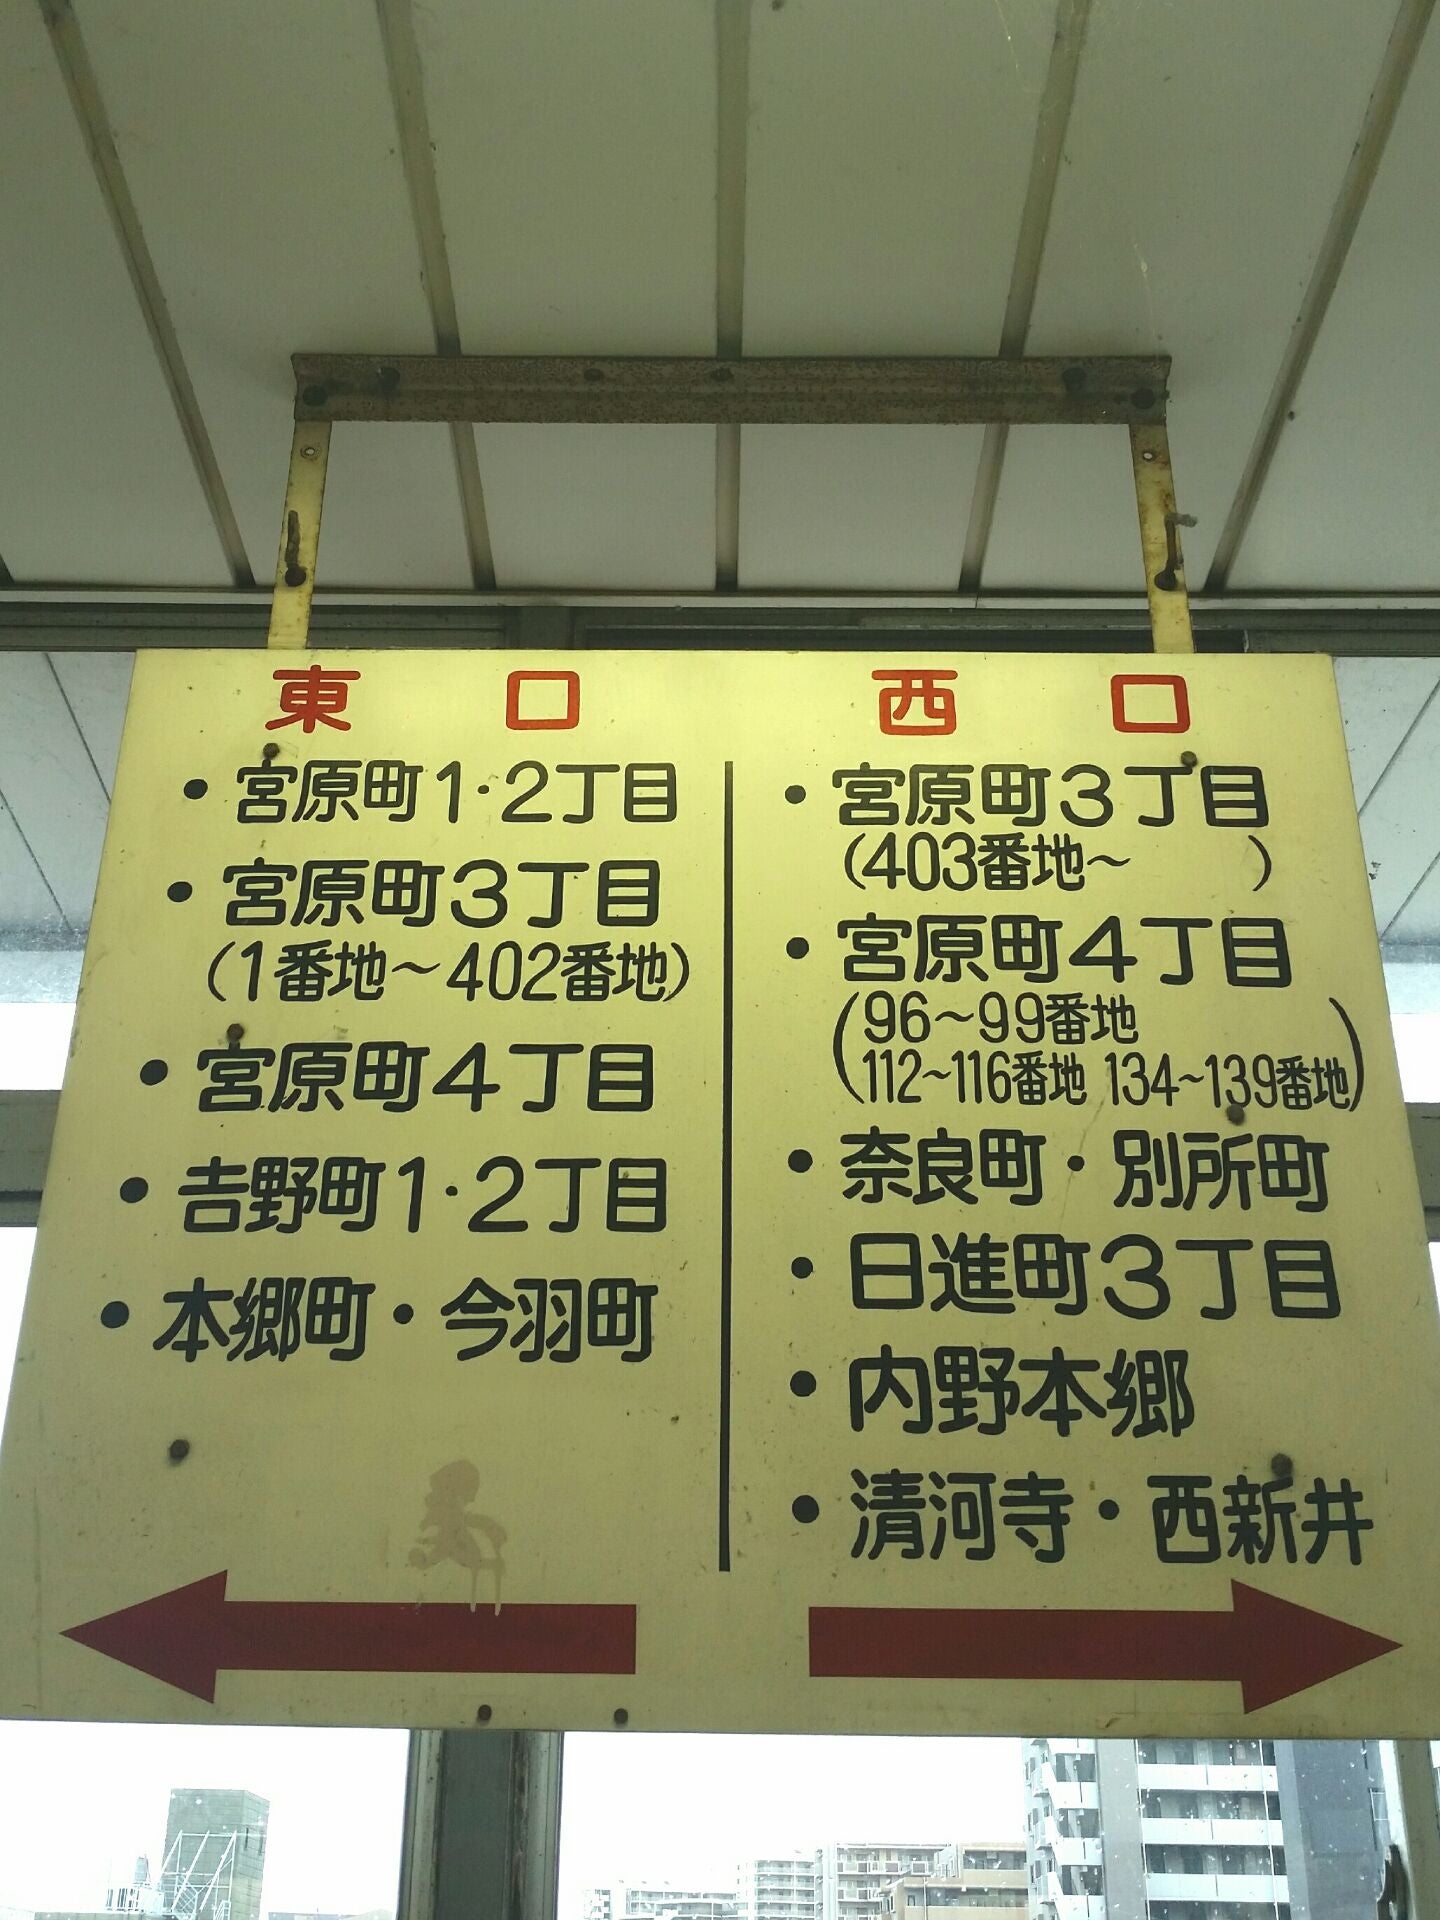 東口
・宮原町1・2丁目
・宮原町3丁目
(1番地〜402番地)
・宮原町4丁目
・吉野町1・2丁目
・本郷町・今羽町
西口
・宮原町3丁目
(403番地〜　　)
・宮原町4丁目
(96〜99番地
112〜116番地 134〜139番地)
・奈良町・別所町
・日進町3丁目
・内野本郷
・清河寺・西新井